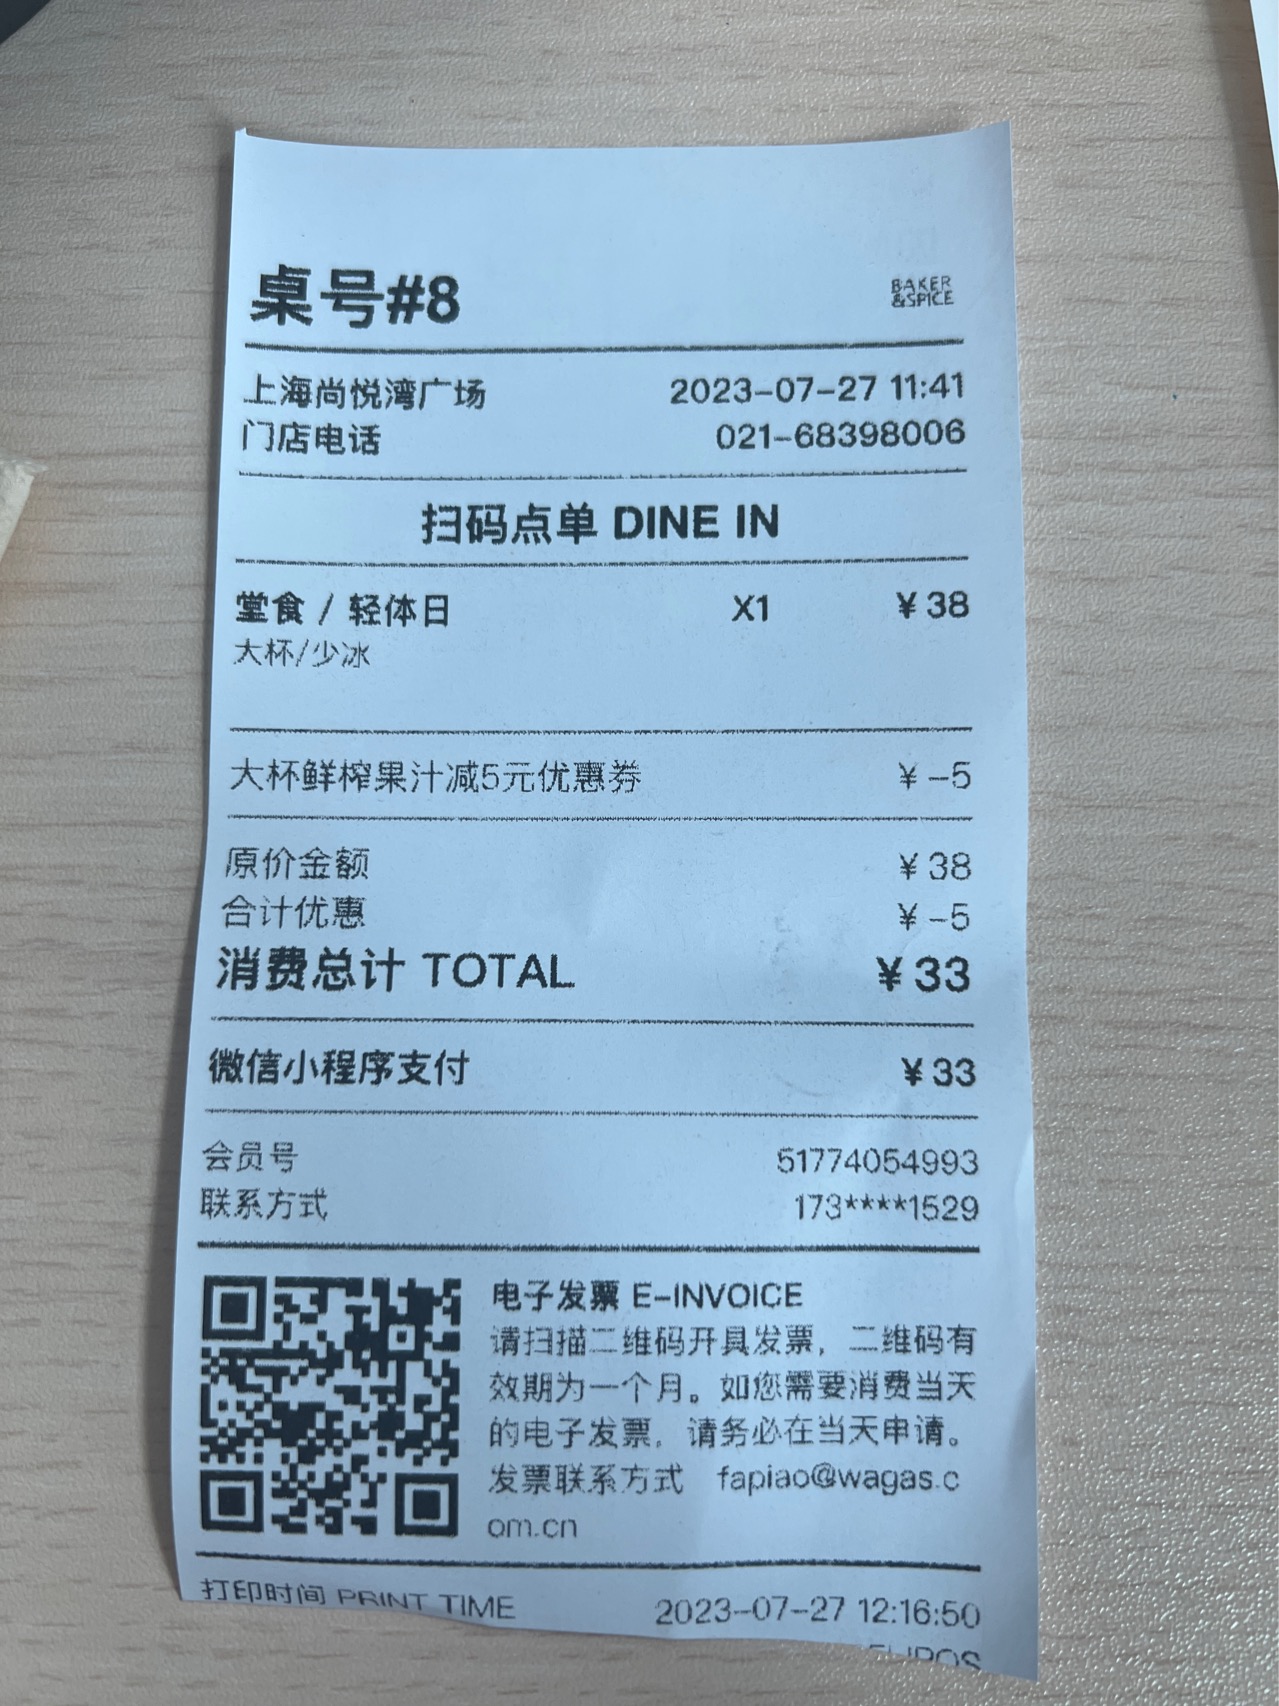 桌号#8
BAKER
&SPICE
上海尚悦湾广场 2023-07-27 11:41
门店电话 021-68398006
扫码点单 DINE IN
堂食 / 轻体日 X1 ¥38
大杯/少冰
大杯鲜榨果汁减5元优惠券 ¥-5
原价金额 ¥38
合计优惠 ¥-5
消费总计 TOTAL ¥33
微信小程序支付 ¥33
会员号 51774054993
联系方式 173****1529
电子发票 E-INVOICE
请扫描二维码开具发票，二维码有
效期为一个月。如您需要消费当天
的电子发票，请务必在当天申请。
发票联系方式 fapiao@wagas.c
om.cn
打印时间 PRINT TIME 2023-07-27 12:16:50